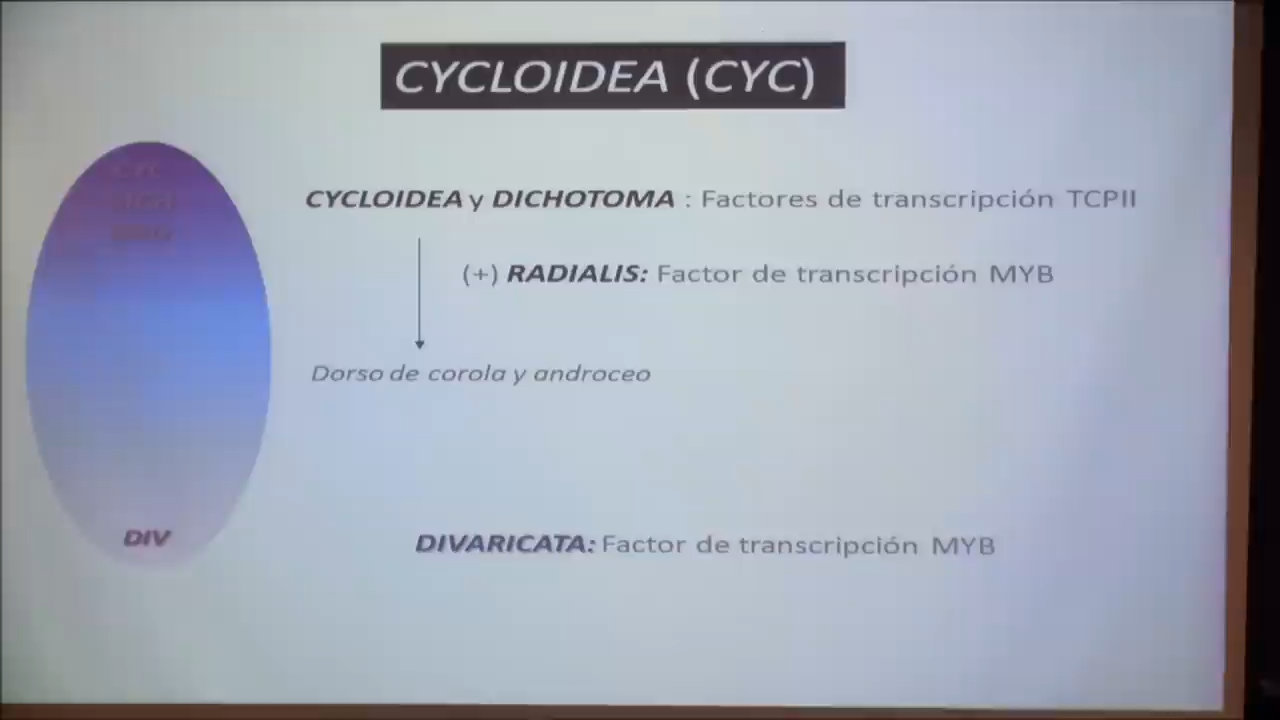 CYCLOIDEA (CYC)
CYC
CYCLOIDEA y DICHOTOMA : Factores de transcripción TCPII
(+) RADIALIS: Factor de transcripción MYB
Dorso de corola y androceo
DIV
DIVARICATA: Factor de transcripción MYB